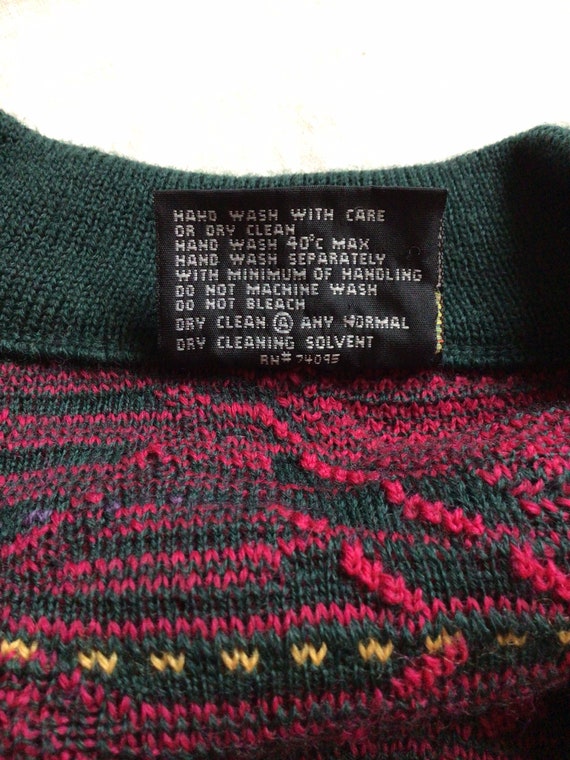 HAND WASH WITH CARE
OR DRY CLEAN
HAND WASH 40°C MAX
HAND WASH SEPARATELY
WITH MINIMUM OF HANDLING
DO NOT MACHINE WASH
DO NOT BLEACH
DRY CLEAN Ⓐ ANY NORMAL
DRY CLEANING SOLVENT
RN# 74095